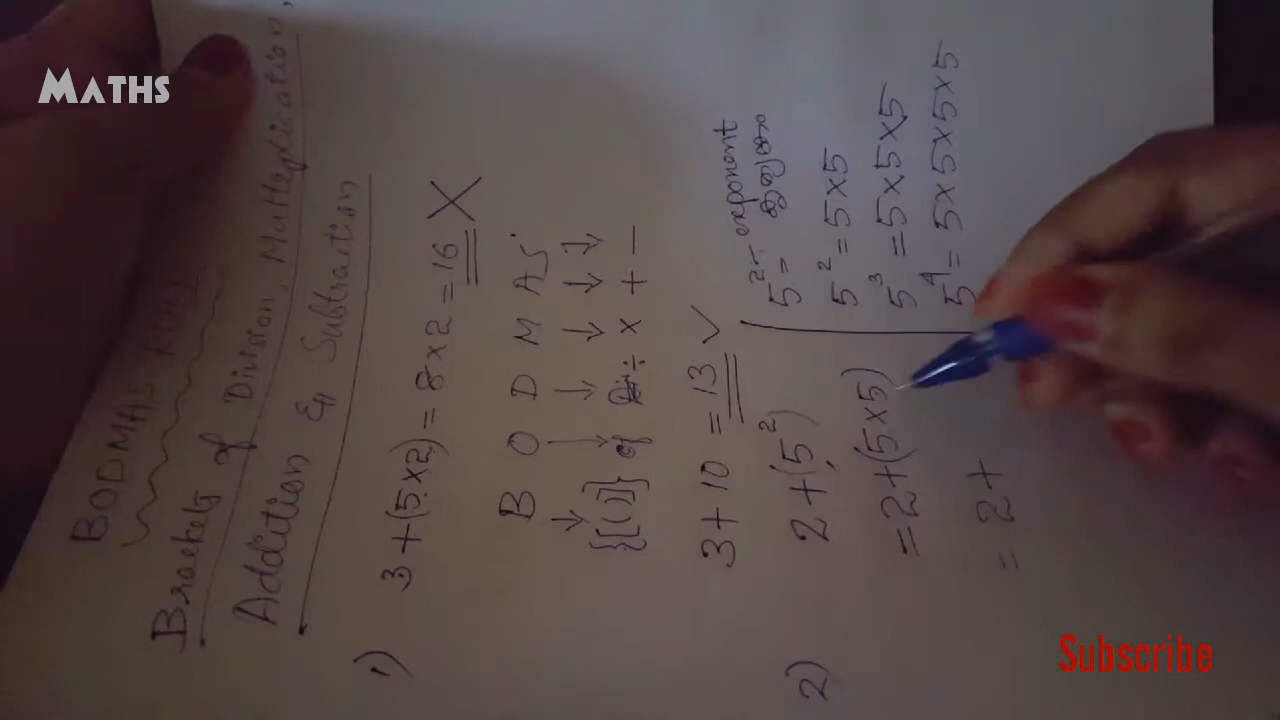 MATHS
BODMAS RULE
Brackets of Division, Multiplication,
Addition & Subtraction
1) 3+(5×2) = 8×2 = 16 X
B O D M A S
↓ ↓ ↓ ↓ ↓ ↓
{[()]} of ÷ × + −
3+10 = 13 ✓
2) 2+(5²)
=2+(5×5)
= 2+
5² → exponent
5² = 5×5
5³ = 5×5×5
5⁴ = 5×5×5×5
Subscribe